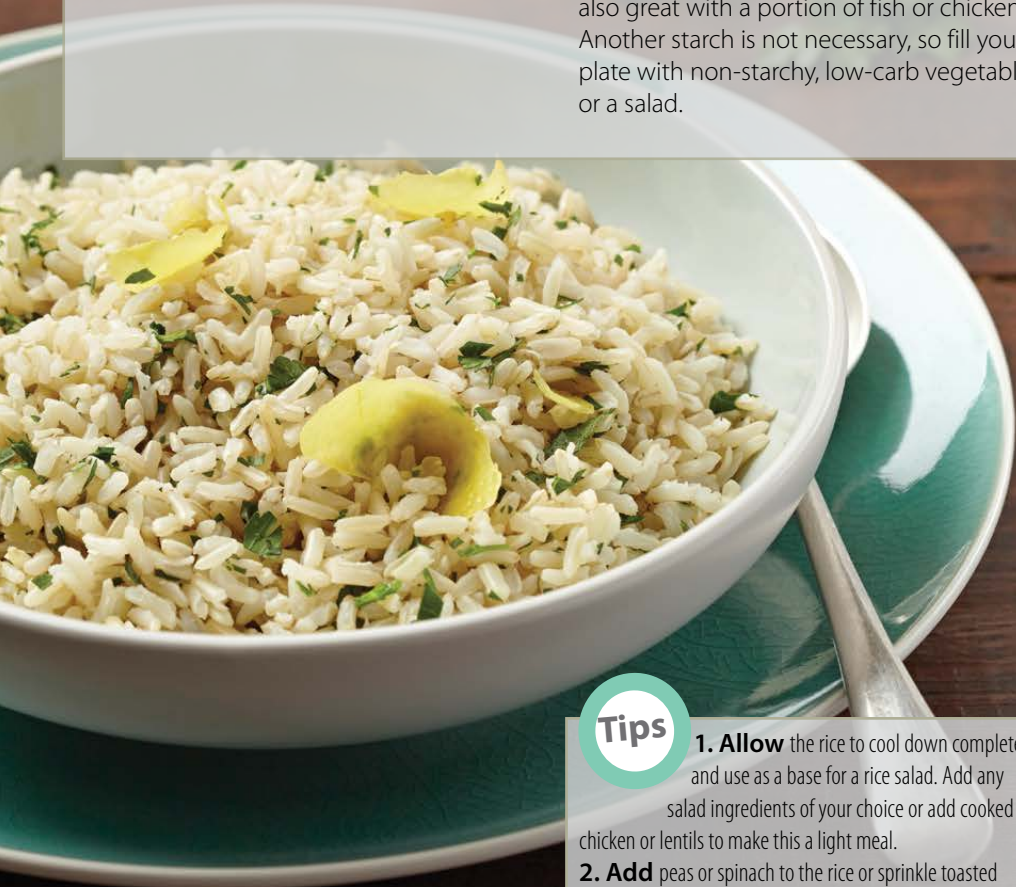 also great with a portion of fish or chicken
Another starch is not necessary, so fill you
plate with non-starchy, low-carb vegetabl
or a salad.
Tips
1. Allow the rice to cool down complete
and use as a base for a rice salad. Add any
salad ingredients of your choice or add cooked
chicken or lentils to make this a light meal.
2. Add peas or spinach to the rice or sprinkle toasted